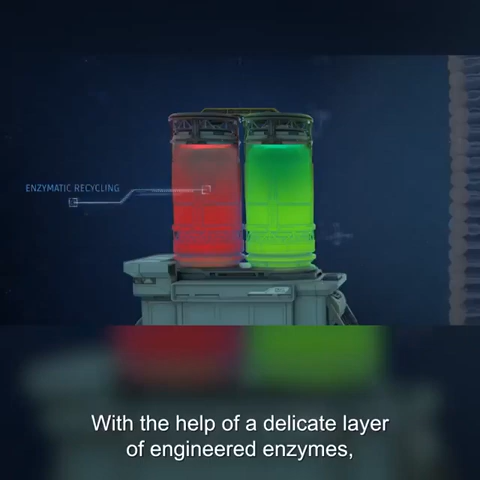 ENZYMATIC RECYCLING
With the help of a delicate layer
of engineered enzymes,